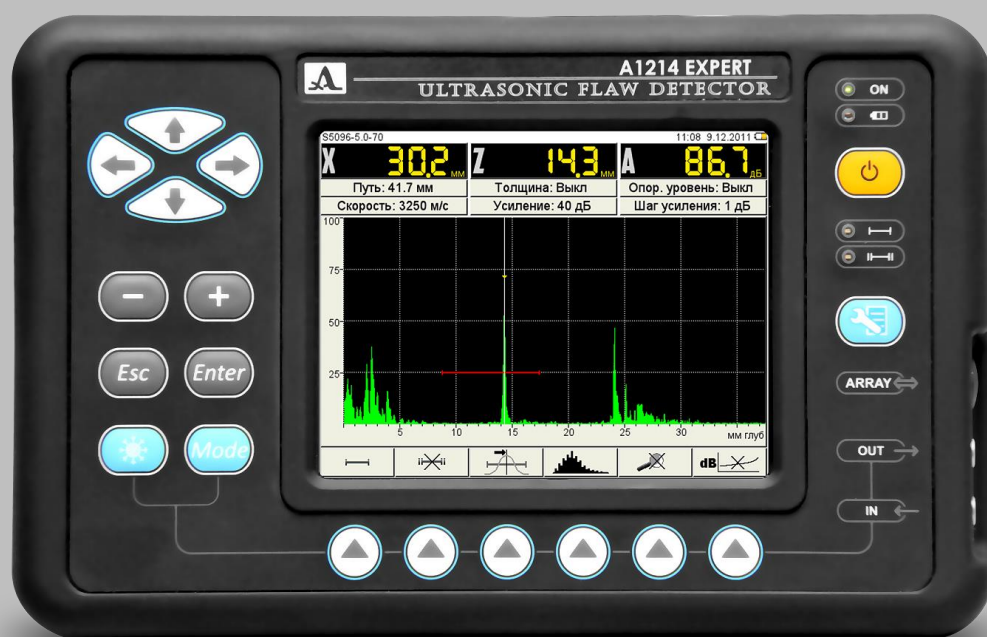 A1214 EXPERT
ULTRASONIC FLAW DETECTOR
ON
S5096-5.0-70
11:08 9.12.2011
X 30.2 мм Z 14.3 мм A 86.7 дБ
Путь: 41.7 мм Толщина: Выкл Опор. уровень: Выкл
Скорость: 3250 м/с Усиление: 40 дБ Шаг усиления: 1 дБ
100
75
50
25
5 10 15 20 25 30 мм глуб
dB
− +
Esc Enter
Mode
ARRAY
OUT
IN